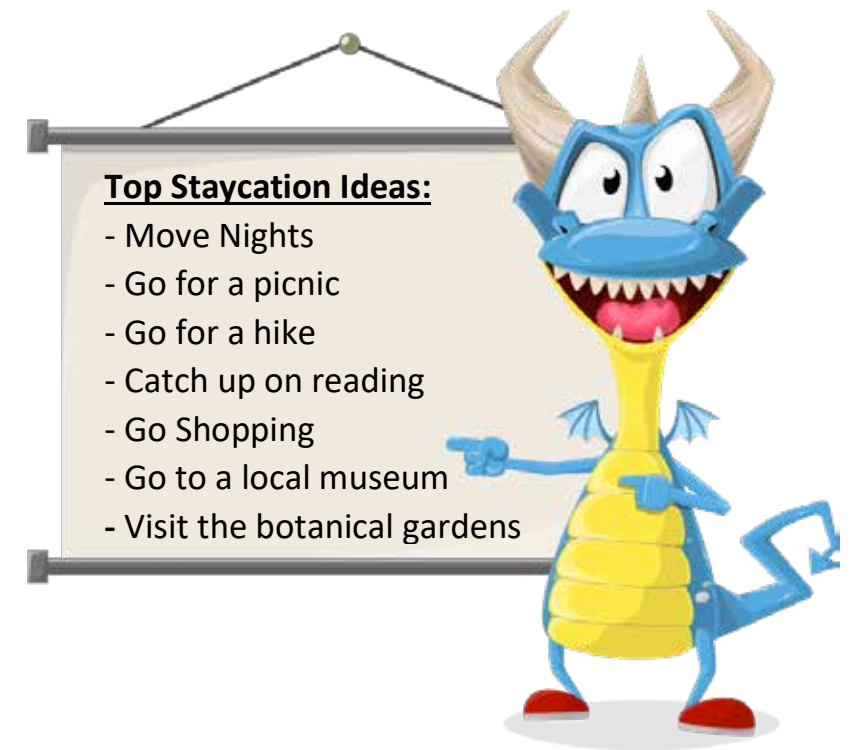 Top Staycation Ideas:
- Move Nights
- Go for a picnic
- Go for a hike
- Catch up on reading
- Go Shopping
- Go to a local museum
- Visit the botanical gardens